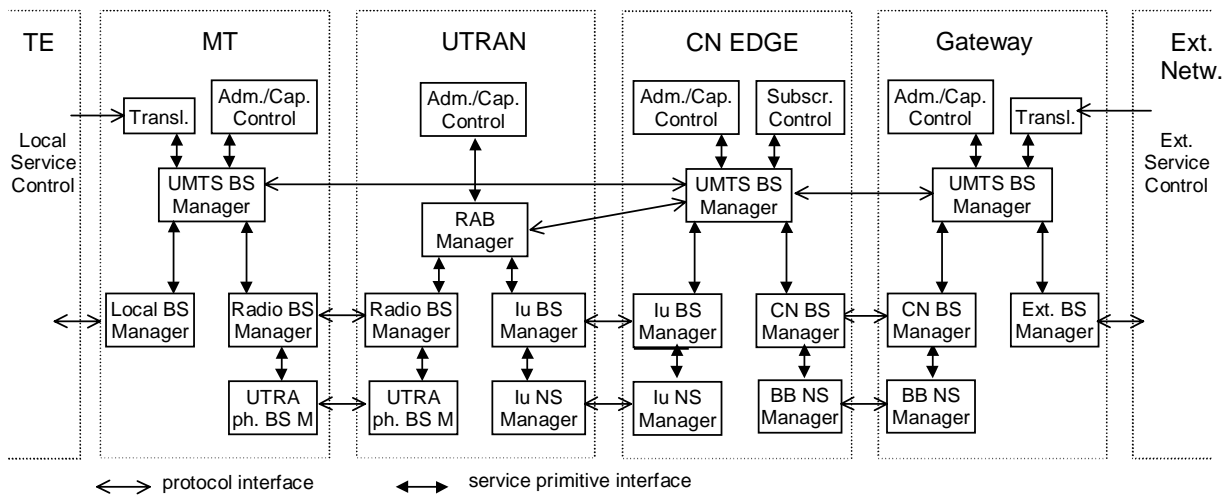 TE
MT
UTRAN
CN EDGE
Gateway
Ext.
Netw.
Transl.
Adm./Cap.
Control
Adm./Cap.
Control
Adm./Cap.
Control
Subscr.
Control
Adm./Cap.
Control
Transl.
Local
Service
Control
Ext.
Service
Control
UMTS BS
Manager
RAB
Manager
UMTS BS
Manager
UMTS BS
Manager
Local BS
Manager
Radio BS
Manager
Radio BS
Manager
Iu BS
Manager
Iu BS
Manager
CN BS
Manager
CN BS
Manager
Ext. BS
Manager
UTRA
ph. BS M
UTRA
ph. BS M
Iu NS
Manager
Iu NS
Manager
BB NS
Manager
BB NS
Manager
protocol interface
service primitive interface